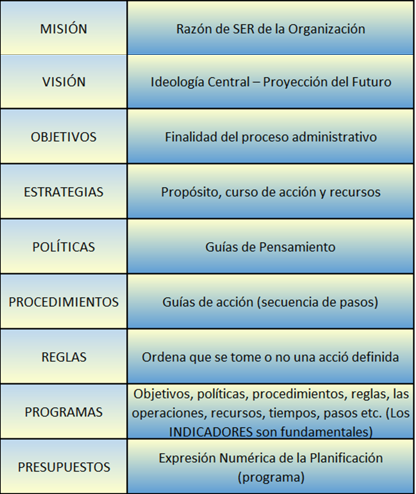 MISIÓN
Razón de SER de la Organización
VISIÓN
Ideología Central – Proyección del Futuro
OBJETIVOS
Finalidad del proceso administrativo
ESTRATEGIAS
Propósito, curso de acción y recursos
POLÍTICAS
Guías de Pensamiento
PROCEDIMIENTOS
Guías de acción (secuencia de pasos)
REGLAS
Ordena que se tome o no una acció definida
PROGRAMAS
Objetivos, políticas, procedimientos, reglas, las
operaciones, recursos, tiempos, pasos etc. (Los
INDICADORES son fundamentales)
PRESUPUESTOS
Expresión Numérica de la Planificación
(programa)